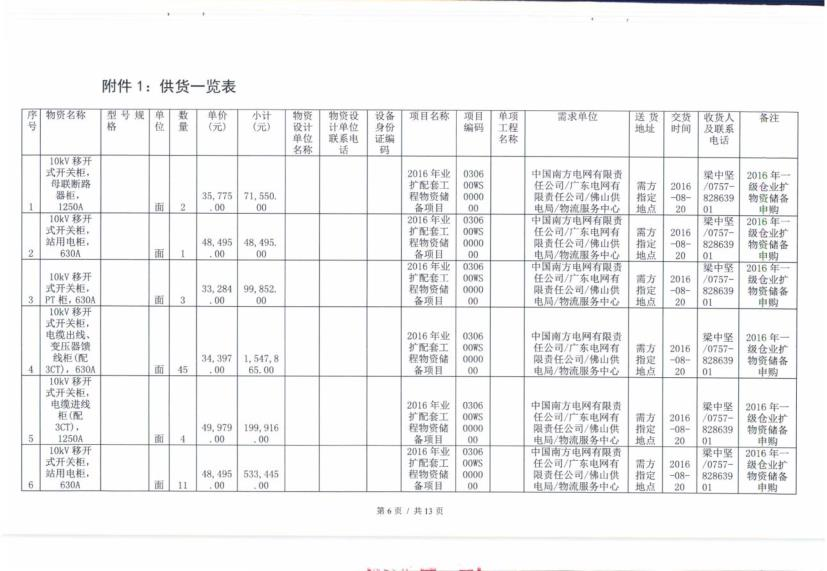 附件 1：供货一览表
序号 物资名称 型号规格 单位 数量 单价(元) 小计(元) 物资设计单位名称 物资设计单位联系电话 设备身份证编码 项目名称 项目编码 单项工程名称 需求单位 送货地址 交货时间 收货人及联系电话 备注
1 10kV 移开式开关柜，母联断路器柜，1250A 面 2 35,775.00 71,550.00 2016 年业扩配套工程物资储备项目 030600WS000000 中国南方电网有限责任公司/广东电网有限责任公司/佛山供电局/物流服务中心 需方指定地点 2016-08-20 梁中坚/0757-82863901 2016 年一级仓业扩物资储备申购
2 10kV 移开式开关柜，站用电柜，630A 面 1 48,495.00 48,495.00 2016 年业扩配套工程物资储备项目 030600WS000000 中国南方电网有限责任公司/广东电网有限责任公司/佛山供电局/物流服务中心 需方指定地点 2016-08-20 梁中坚/0757-82863901 2016 年一级仓业扩物资储备申购
3 10kV 移开式开关柜，PT 柜，630A 面 3 33,284.00 99,852.00 2016 年业扩配套工程物资储备项目 030600WS000000 中国南方电网有限责任公司/广东电网有限责任公司/佛山供电局/物流服务中心 需方指定地点 2016-08-20 梁中坚/0757-82863901 2016 年一级仓业扩物资储备申购
4 10kV 移开式开关柜，电缆出线、变压器馈线柜(配 3CT)，630A 面 45 34,397.00 1,547,865.00 2016 年业扩配套工程物资储备项目 030600WS000000 中国南方电网有限责任公司/广东电网有限责任公司/佛山供电局/物流服务中心 需方指定地点 2016-08-20 梁中坚/0757-82863901 2016 年一级仓业扩物资储备申购
5 10kV 移开式开关柜，电缆进线柜(配 3CT)，1250A 面 4 49,979.00 199,916.00 2016 年业扩配套工程物资储备项目 030600WS000000 中国南方电网有限责任公司/广东电网有限责任公司/佛山供电局/物流服务中心 需方指定地点 2016-08-20 梁中坚/0757-82863901 2016 年一级仓业扩物资储备申购
6 10kV 移开式开关柜，站用电柜，630A 面 11 48,495.00 533,445.00 2016 年业扩配套工程物资储备项目 030600WS000000 中国南方电网有限责任公司/广东电网有限责任公司/佛山供电局/物流服务中心 需方指定地点 2016-08-20 梁中坚/0757-82863901 2016 年一级仓业扩物资储备申购
第 6 页 / 共 13 页